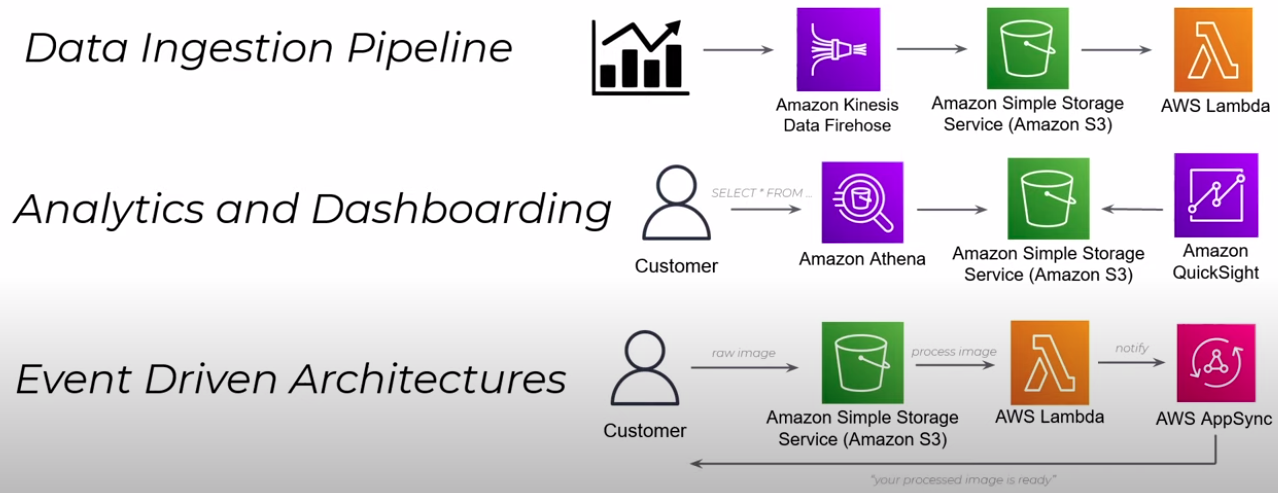 Data Ingestion Pipeline
Amazon Kinesis
Data Firehose
Amazon Simple Storage
Service (Amazon S3)
AWS Lambda
Analytics and Dashboarding
Customer
SELECT * FROM ...
Amazon Athena
Amazon Simple Storage
Service (Amazon S3)
Amazon
QuickSight
Event Driven Architectures
Customer
raw image
Amazon Simple Storage
Service (Amazon S3)
process image
AWS Lambda
notify
AWS AppSync
"your processed image is ready"